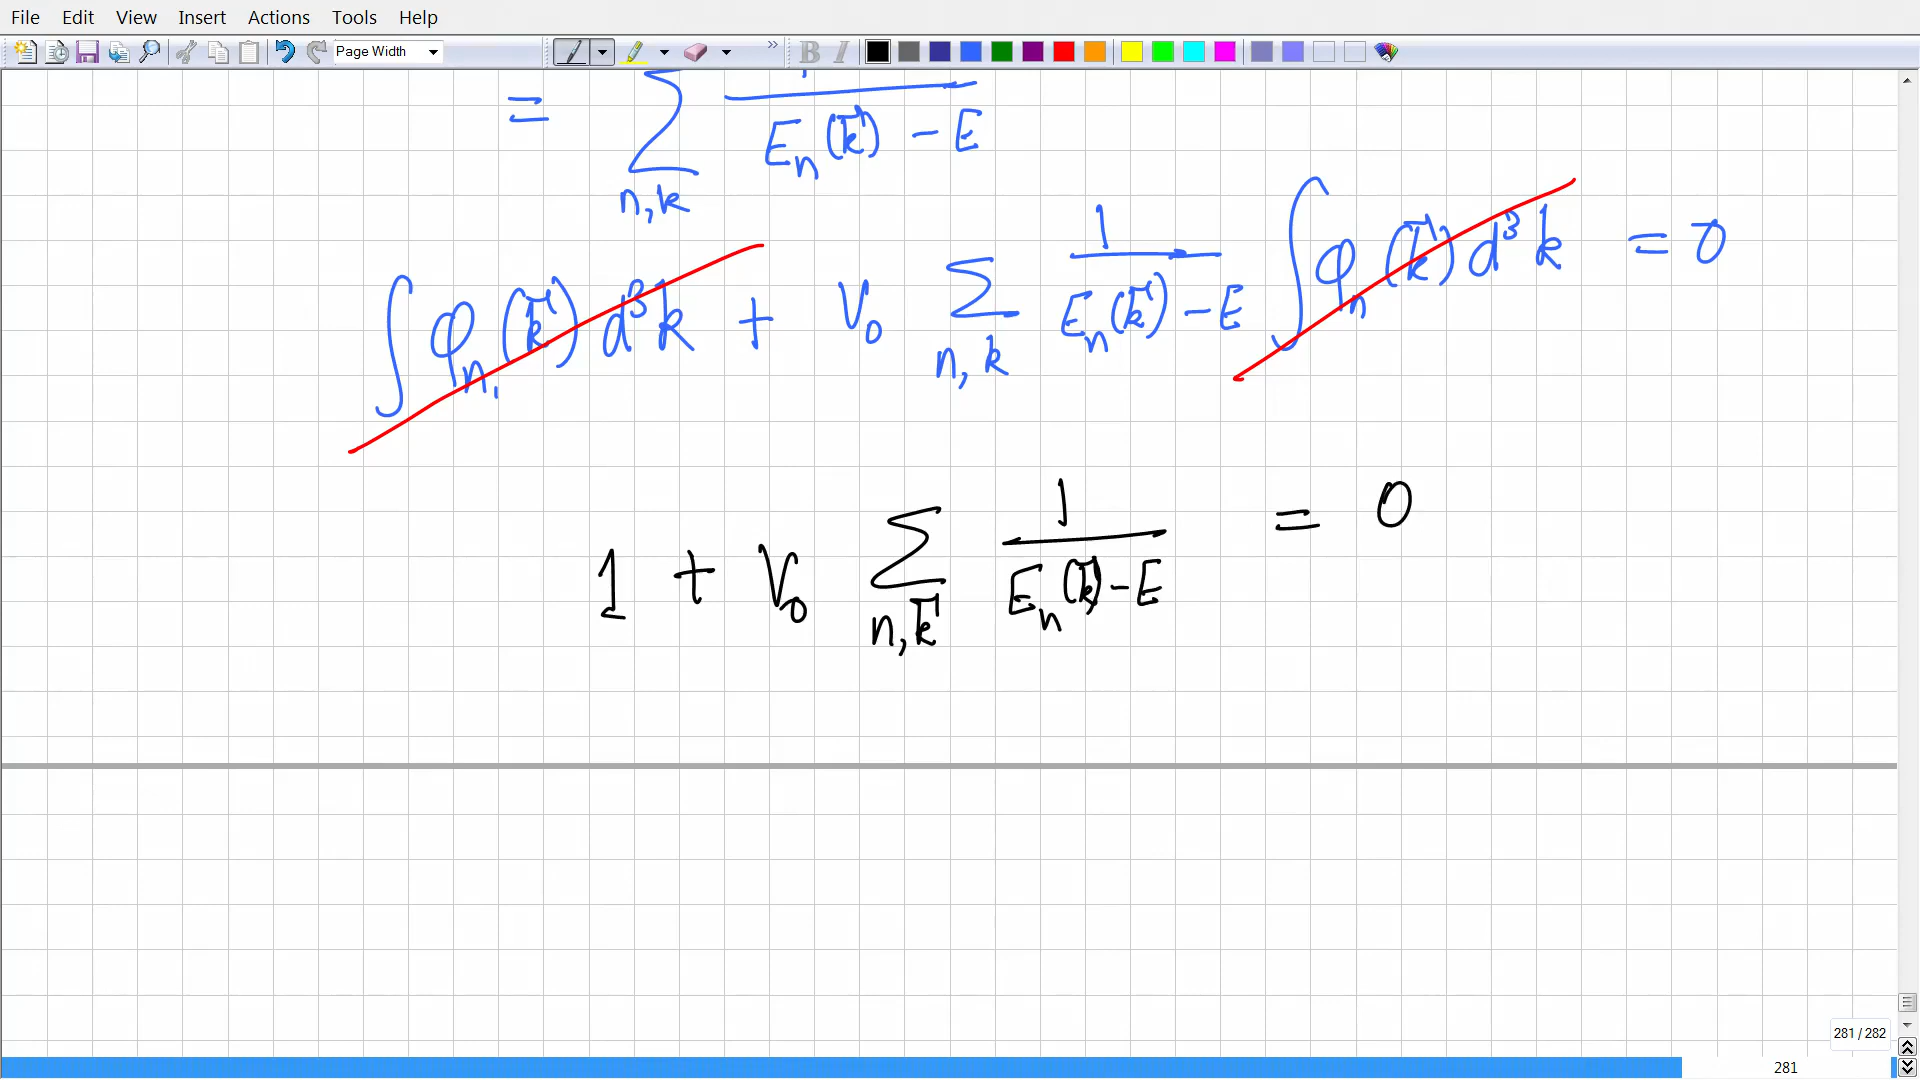 File Edit View Insert Actions Tools Help
Page Width B I
= ∑_{n,k} 1/(E_n(k⃗) − E)
∫ φ_{n,}(k⃗) d³k + V₀ ∑_{n,k} 1/(E_n(k⃗) − E) ∫ φ_n(k⃗) d³k = 0
1 + V₀ ∑_{n,k⃗} 1/(E_n(k⃗) − E) = 0
281 / 282
281